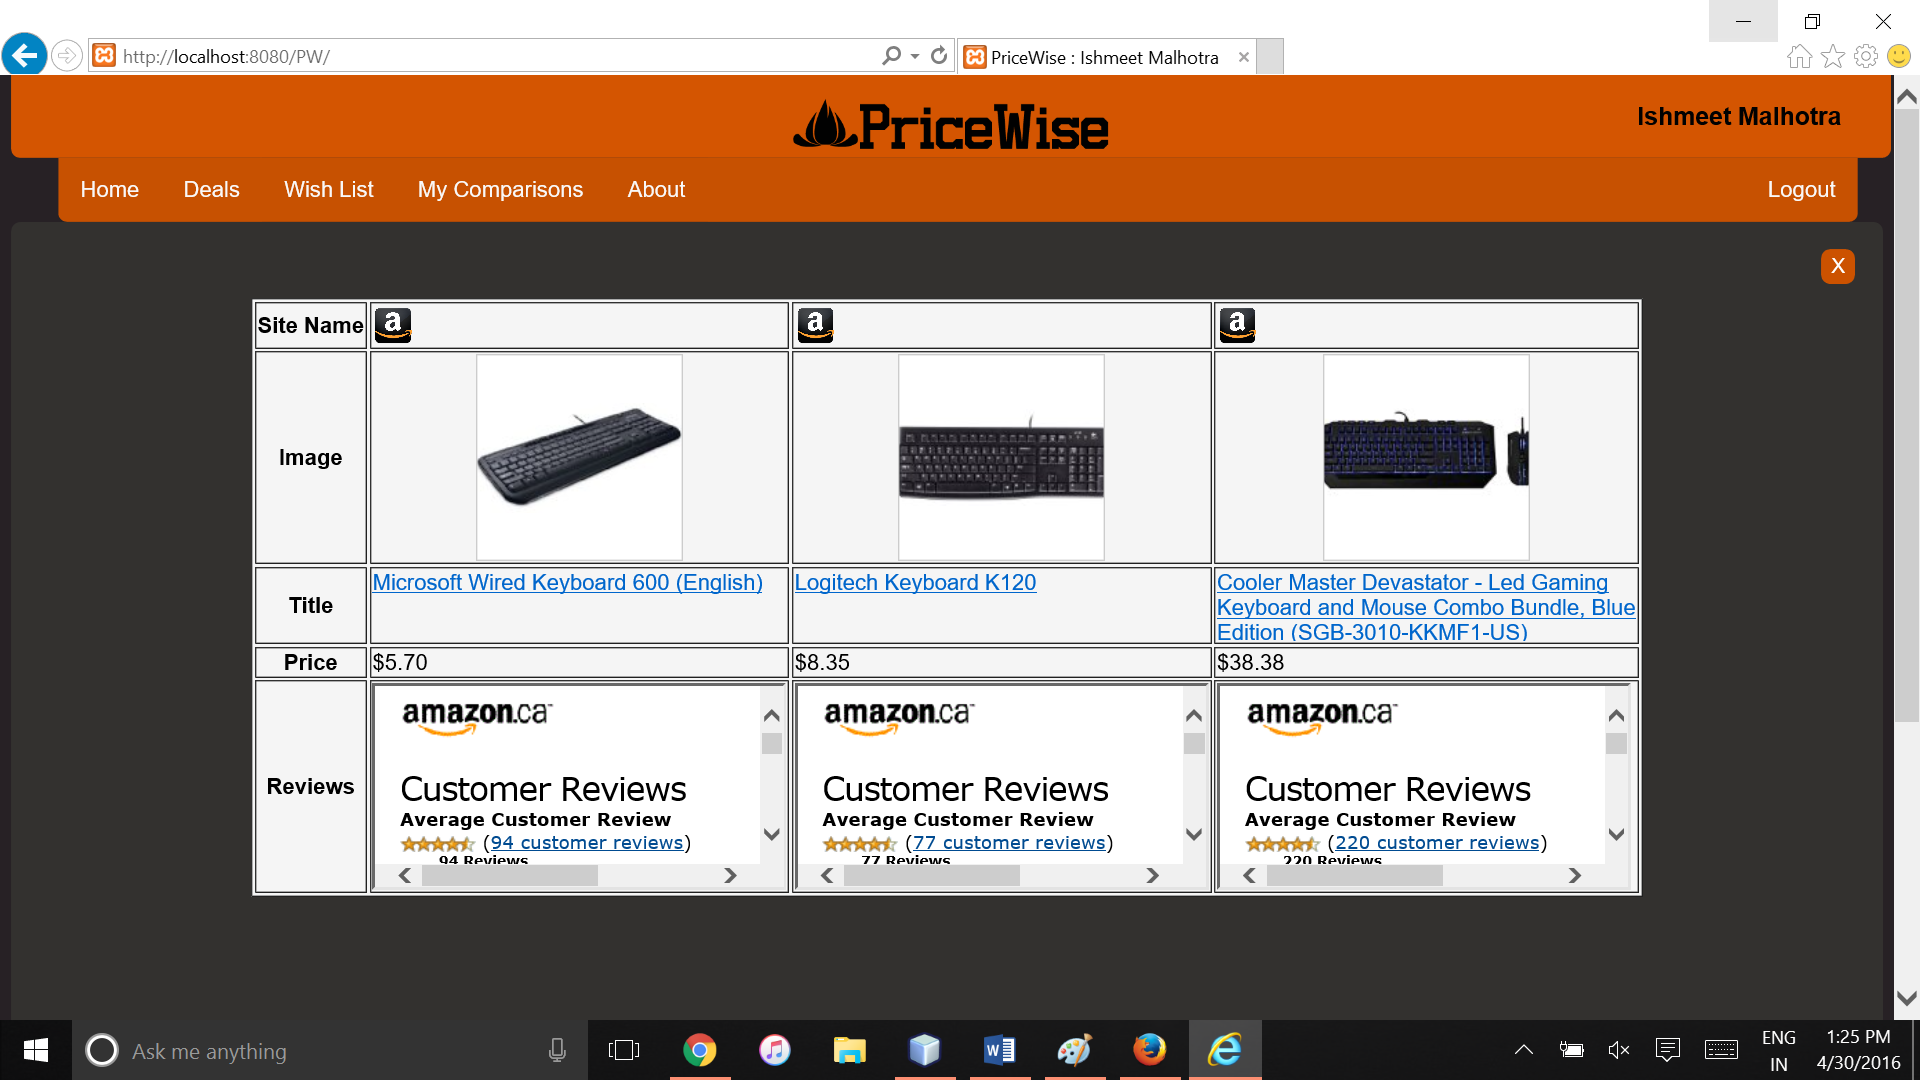 http://localhost:8080/PW/
PriceWise : Ishmeet Malhotra
PriceWise
Ishmeet Malhotra
Home Deals Wish List My Comparisons About Logout
X
Site Name
Image
Title
Microsoft Wired Keyboard 600 (English)
Logitech Keyboard K120
Cooler Master Devastator - Led Gaming
Keyboard and Mouse Combo Bundle, Blue
Edition (SGB-3010-KKMF1-US)
Price $5.70 $8.35 $38.38
Reviews
amazon.ca
Customer Reviews
Average Customer Review
(94 customer reviews)
94 Reviews
amazon.ca
Customer Reviews
Average Customer Review
(77 customer reviews)
77 Reviews
amazon.ca
Customer Reviews
Average Customer Review
(220 customer reviews)
220 Reviews
Ask me anything
ENG
IN
1:25 PM
4/30/2016